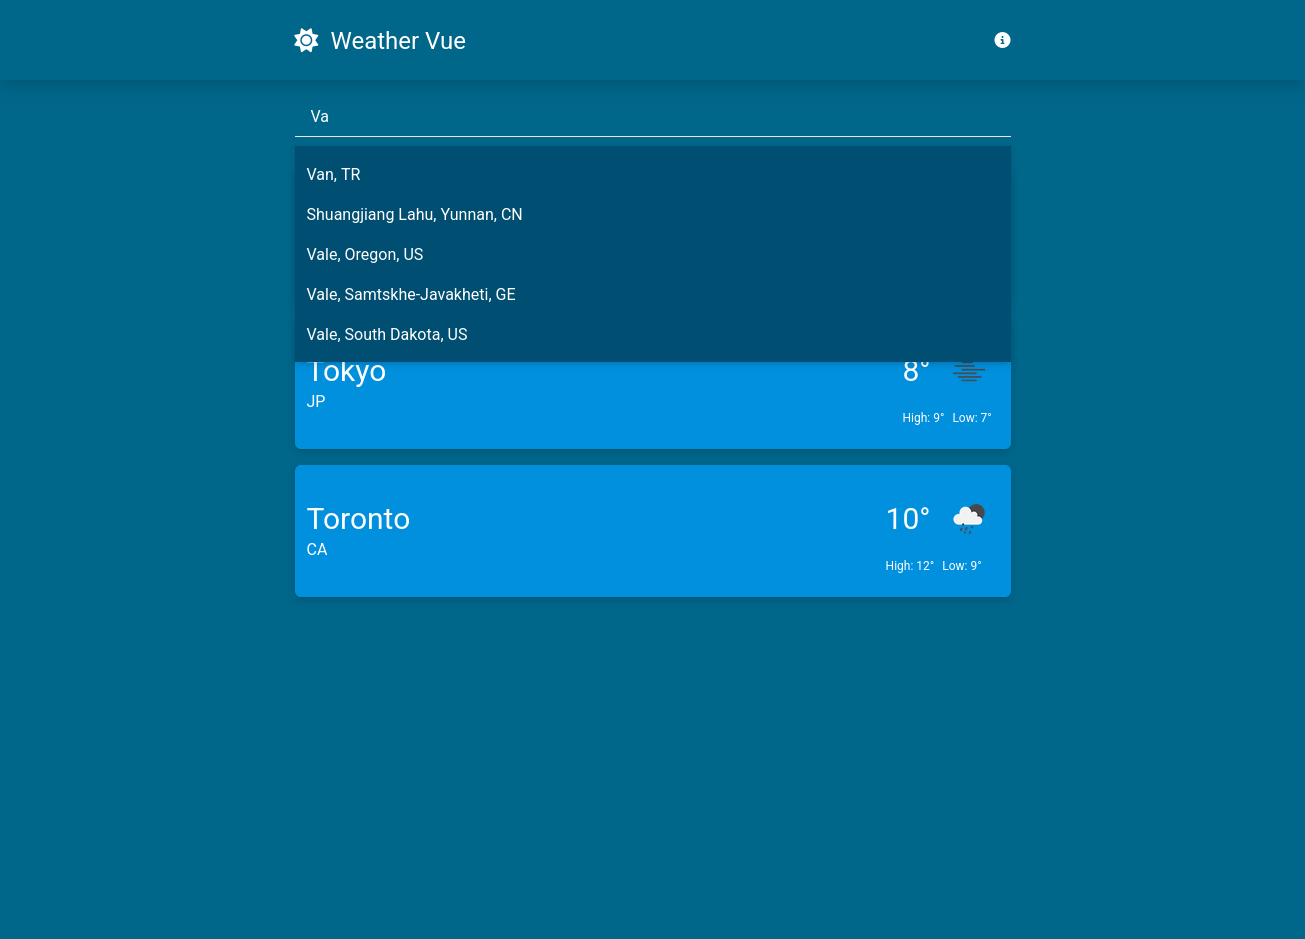 Weather Vue
Va
Van, TR
Shuangjiang Lahu, Yunnan, CN
Vale, Oregon, US
Vale, Samtskhe-Javakheti, GE
Vale, South Dakota, US
Tokyo 8°
JP
High: 9° Low: 7°
Toronto 10°
CA
High: 12° Low: 9°